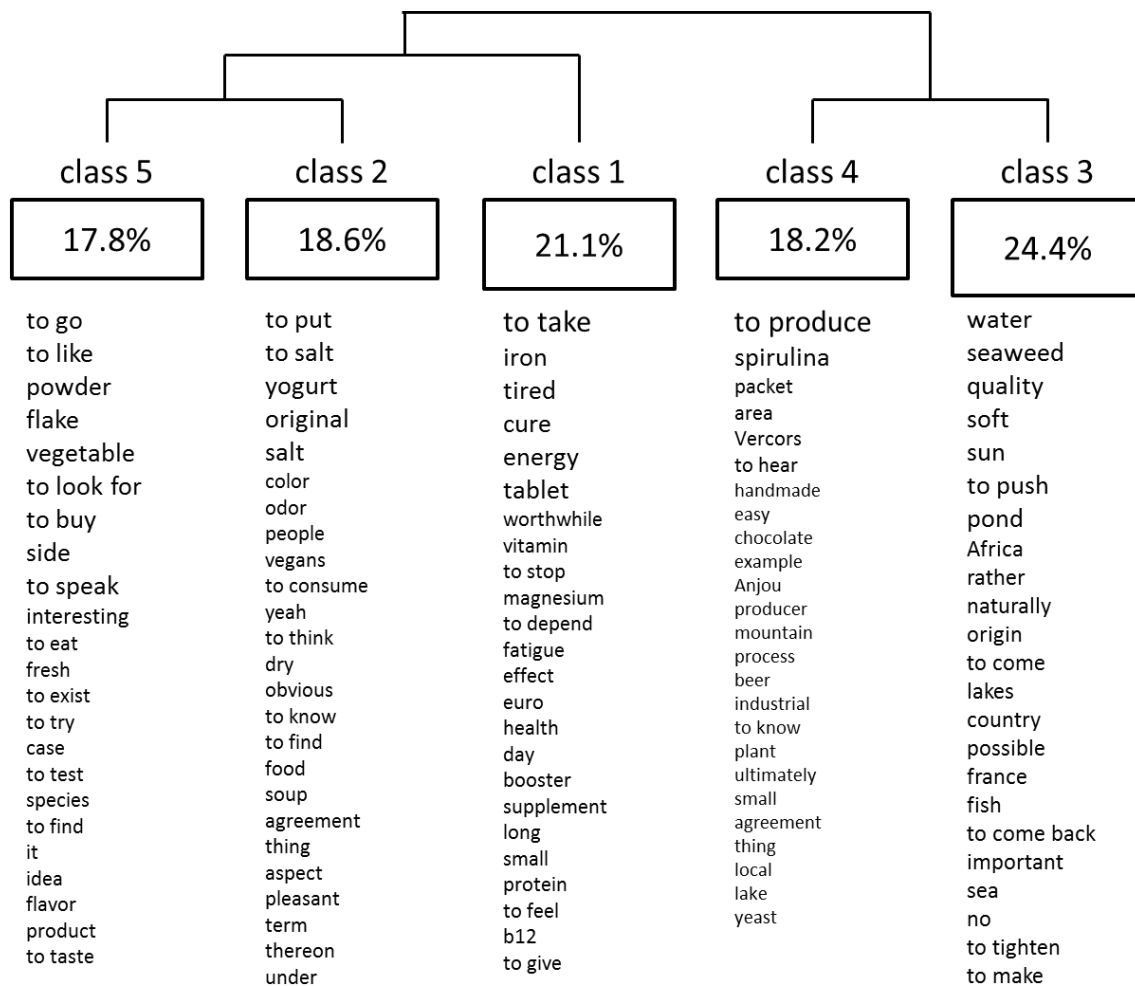 class 5
17.8%
to go
to like
powder
flake
vegetable
to look for
to buy
side
to speak
interesting
to eat
fresh
to exist
to try
case
to test
species
to find
it
idea
flavor
product
to taste
class 2
18.6%
to put
to salt
yogurt
original
salt
color
odor
people
vegans
to consume
yeah
to think
dry
obvious
to know
to find
food
soup
agreement
thing
aspect
pleasant
term
thereon
under
class 1
21.1%
to take
iron
tired
cure
energy
tablet
worthwhile
vitamin
to stop
magnesium
to depend
fatigue
effect
euro
health
day
booster
supplement
long
small
protein
to feel
b12
to give
class 4
18.2%
to produce
spirulina
packet
area
Vercors
to hear
handmade
easy
chocolate
example
Anjou
producer
mountain
process
beer
industrial
to know
plant
ultimately
small
agreement
thing
local
lake
yeast
class 3
24.4%
water
seaweed
quality
soft
sun
to push
pond
Africa
rather
naturally
origin
to come
lakes
country
possible
france
fish
to come back
important
sea
no
to tighten
to make